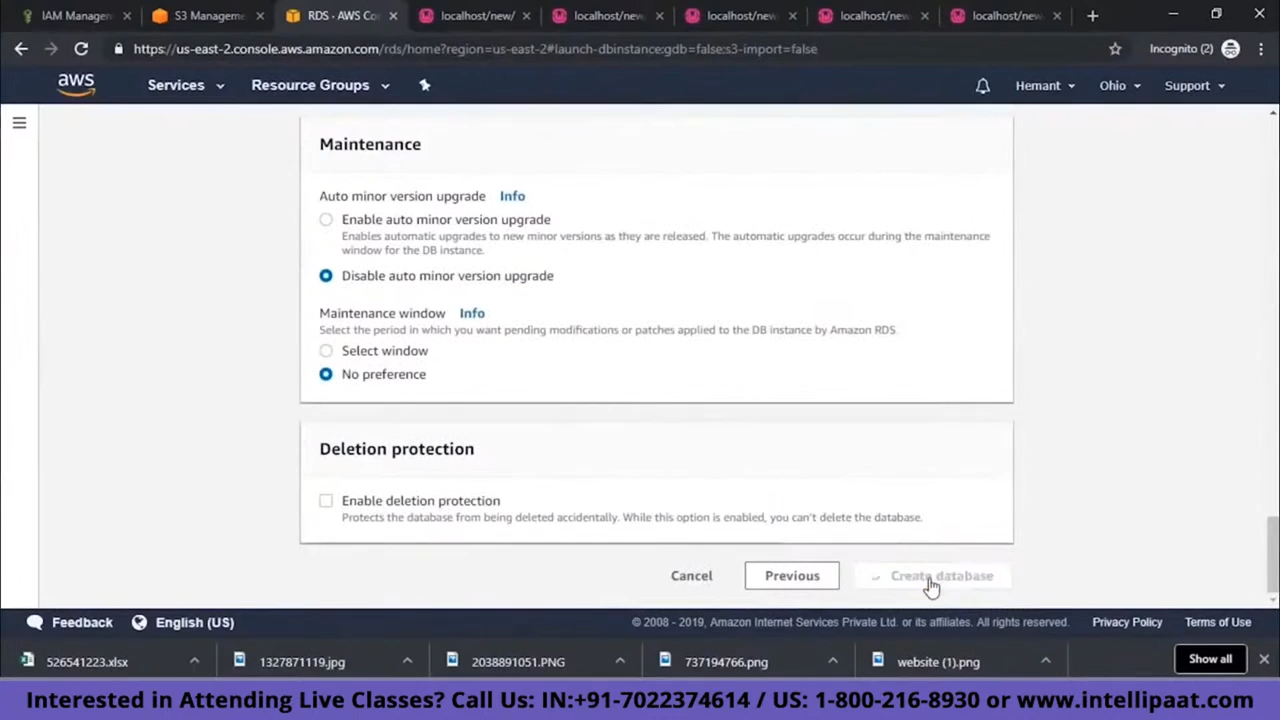 IAM Manager
S3 Manageme
RDS · AWS Co
localhost/new/
localhost/new
localhost/new
localhost/new
localhost/new
https://us-east-2.console.aws.amazon.com/rds/home?region=us-east-2#launch-dbinstance:gdb=false:s3-import=false
Incognito (2)
aws
Services
Resource Groups
Hemant
Ohio
Support
Maintenance
Auto minor version upgrade Info
Enable auto minor version upgrade
Enables automatic upgrades to new minor versions as they are released. The automatic upgrades occur during the maintenance
window for the DB instance.
Disable auto minor version upgrade
Maintenance window Info
Select the period in which you want pending modifications or patches applied to the DB instance by Amazon RDS.
Select window
No preference
Deletion protection
Enable deletion protection
Protects the database from being deleted accidentally. While this option is enabled, you can't delete the database.
Cancel
Previous
Create database
Feedback
English (US)
© 2008 - 2019, Amazon Internet Services Private Ltd. or its affiliates. All rights reserved.
Privacy Policy
Terms of Use
526541223.xlsx
1327871119.jpg
2038891051.PNG
737194766.png
website (1).png
Show all
Interested in Attending Live Classes? Call Us: IN:+91-7022374614 / US: 1-800-216-8930 or www.intellipaat.com